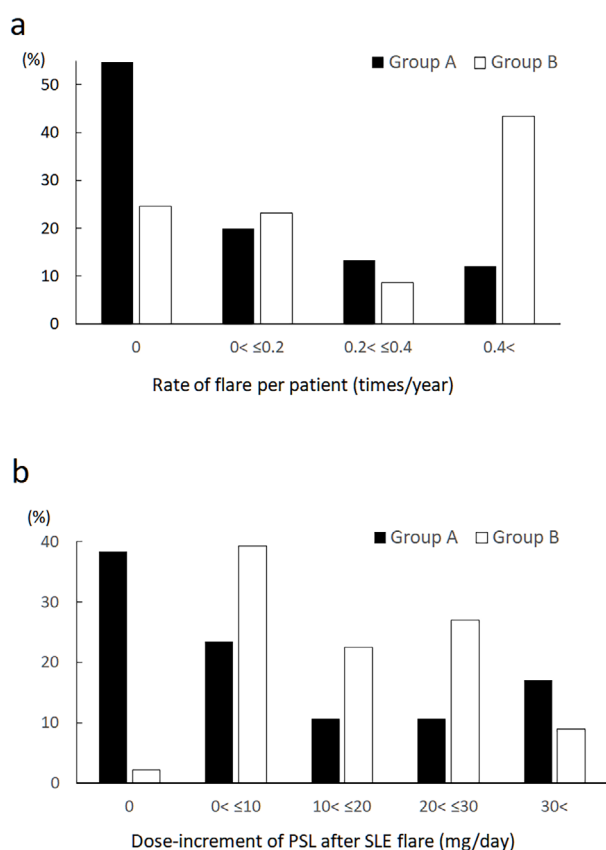 a
(%)
Group A
Group B
50
40
30
20
10
0
0
0< ≤0.2
0.2< ≤0.4
0.4<
Rate of flare per patient (times/year)
b
(%)
Group A
Group B
40
30
20
10
0
0
0< ≤10
10< ≤20
20< ≤30
30<
Dose-increment of PSL after SLE flare (mg/day)